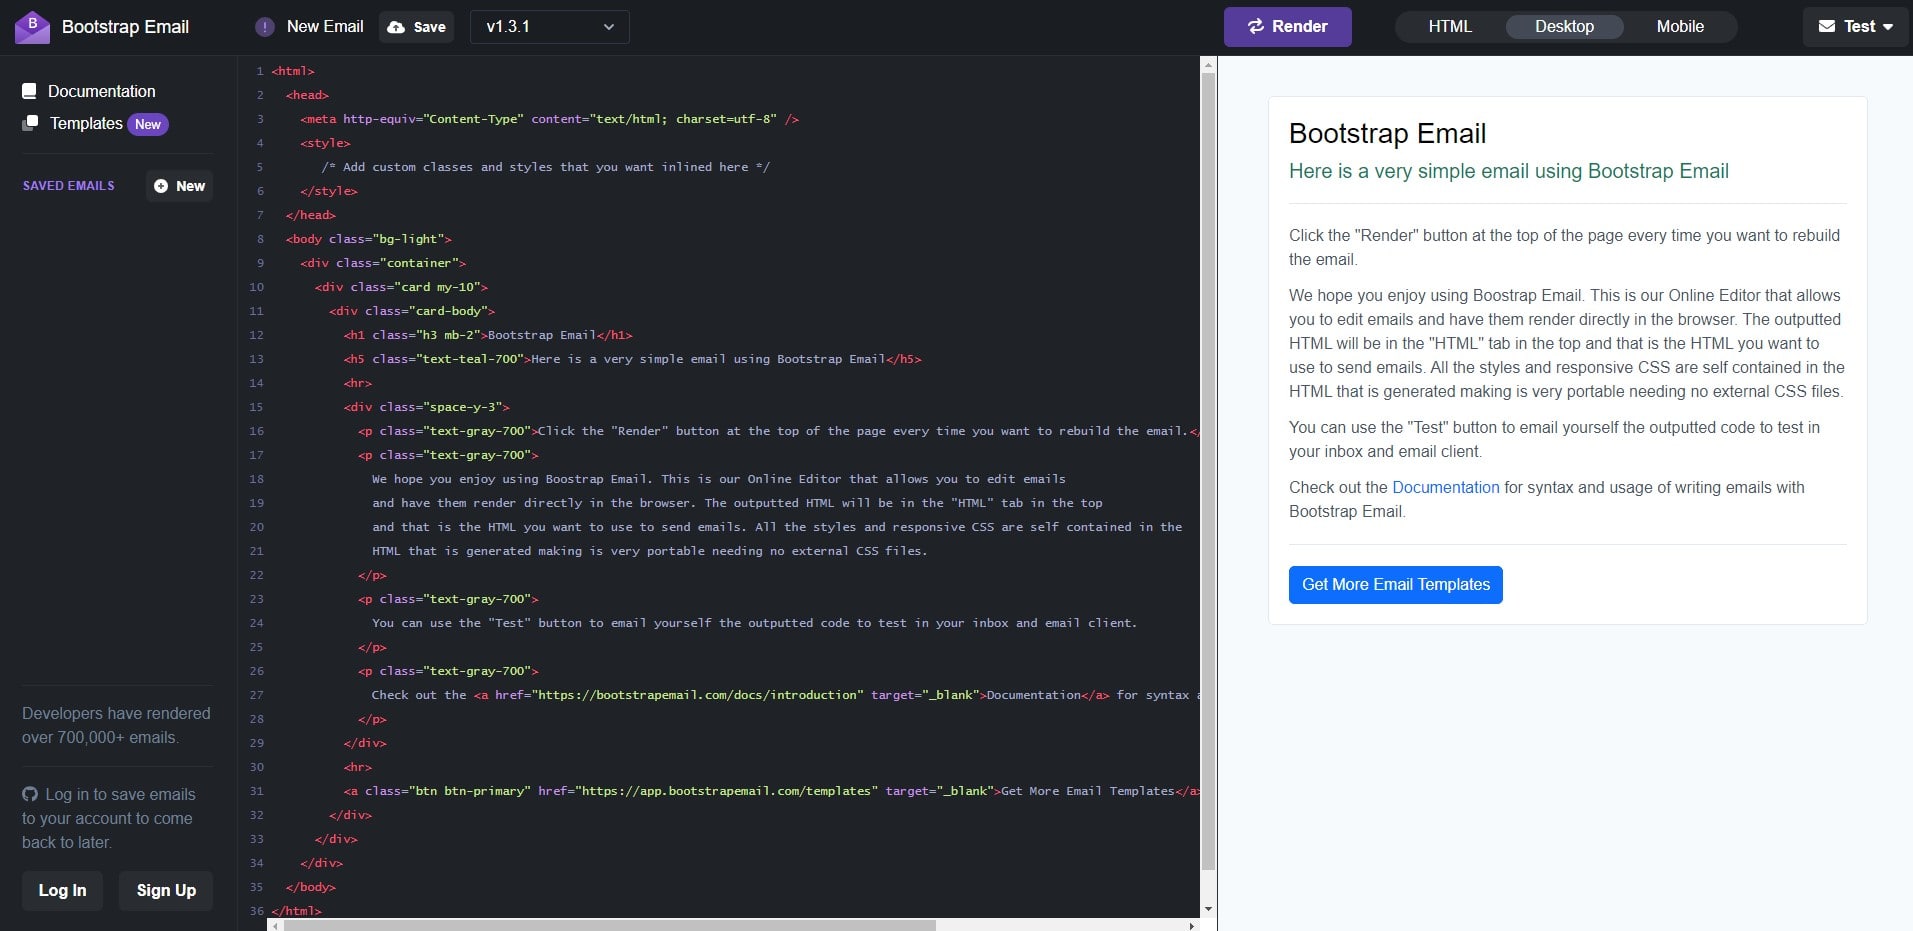 B Bootstrap Email
! New Email Save v1.3.1 Render HTML Desktop Mobile Test
Documentation
Templates New
SAVED EMAILS New
Developers have rendered
over 700,000+ emails.
Log in to save emails
to your account to come
back to later.
Log In Sign Up
1 <html>
2 <head>
3 <meta http-equiv="Content-Type" content="text/html; charset=utf-8" />
4 <style>
5 /* Add custom classes and styles that you want inlined here */
6 </style>
7 </head>
8 <body class="bg-light">
9 <div class="container">
10 <div class="card my-10">
11 <div class="card-body">
12 <h1 class="h3 mb-2">Bootstrap Email</h1>
13 <h5 class="text-teal-700">Here is a very simple email using Bootstrap Email</h5>
14 <hr>
15 <div class="space-y-3">
16 <p class="text-gray-700">Click the "Render" button at the top of the page every time you want to rebuild the email.</
17 <p class="text-gray-700">
18 We hope you enjoy using Boostrap Email. This is our Online Editor that allows you to edit emails
19 and have them render directly in the browser. The outputted HTML will be in the "HTML" tab in the top
20 and that is the HTML you want to use to send emails. All the styles and responsive CSS are self contained in the
21 HTML that is generated making is very portable needing no external CSS files.
22 </p>
23 <p class="text-gray-700">
24 You can use the "Test" button to email yourself the outputted code to test in your inbox and email client.
25 </p>
26 <p class="text-gray-700">
27 Check out the <a href="https://bootstrapemail.com/docs/introduction" target="_blank">Documentation</a> for syntax a
28 </p>
29 </div>
30 <hr>
31 <a class="btn btn-primary" href="https://app.bootstrapemail.com/templates" target="_blank">Get More Email Templates</a>
32 </div>
33 </div>
34 </div>
35 </body>
36 </html>
Bootstrap Email
Here is a very simple email using Bootstrap Email
Click the "Render" button at the top of the page every time you want to rebuild
the email.
We hope you enjoy using Boostrap Email. This is our Online Editor that allows
you to edit emails and have them render directly in the browser. The outputted
HTML will be in the "HTML" tab in the top and that is the HTML you want to
use to send emails. All the styles and responsive CSS are self contained in the
HTML that is generated making is very portable needing no external CSS files.
You can use the "Test" button to email yourself the outputted code to test in
your inbox and email client.
Check out the Documentation for syntax and usage of writing emails with
Bootstrap Email.
Get More Email Templates